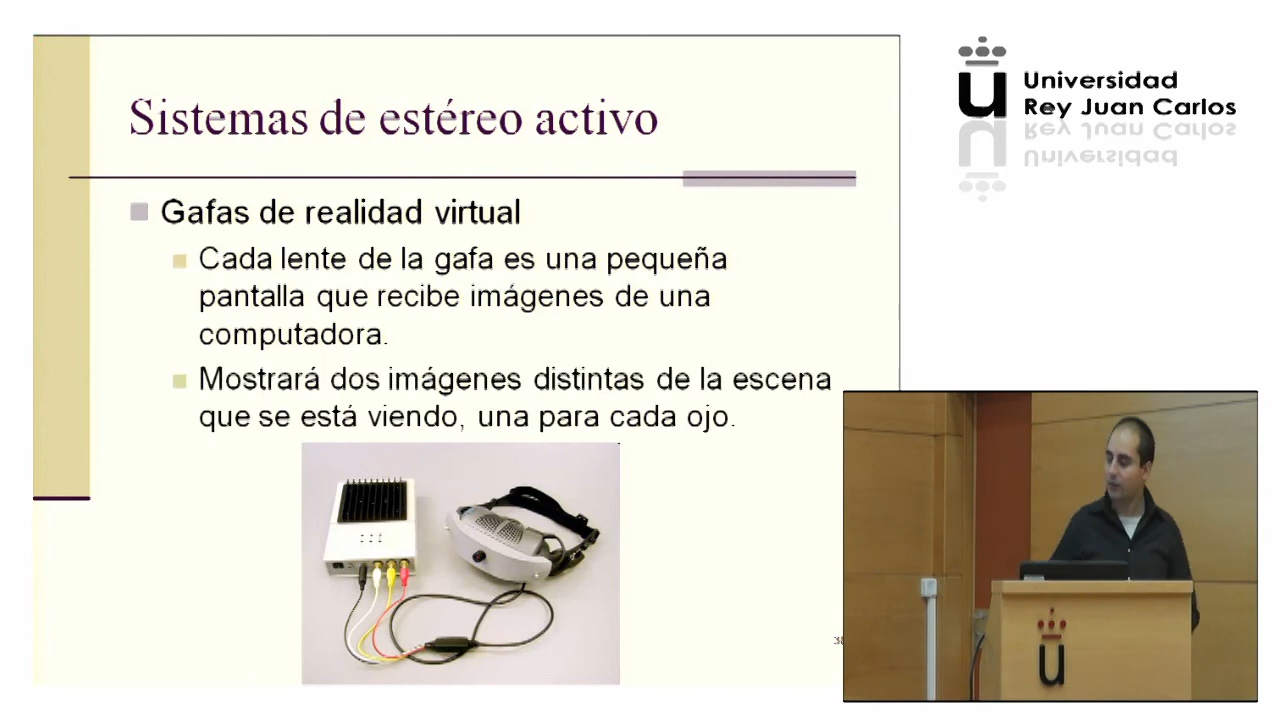 Sistemas de estéreo activo
Gafas de realidad virtual
Cada lente de la gafa es una pequeña
pantalla que recibe imágenes de una
computadora.
Mostrará dos imágenes distintas de la escena
que se está viendo, una para cada ojo.
Universidad
Rey Juan Carlos